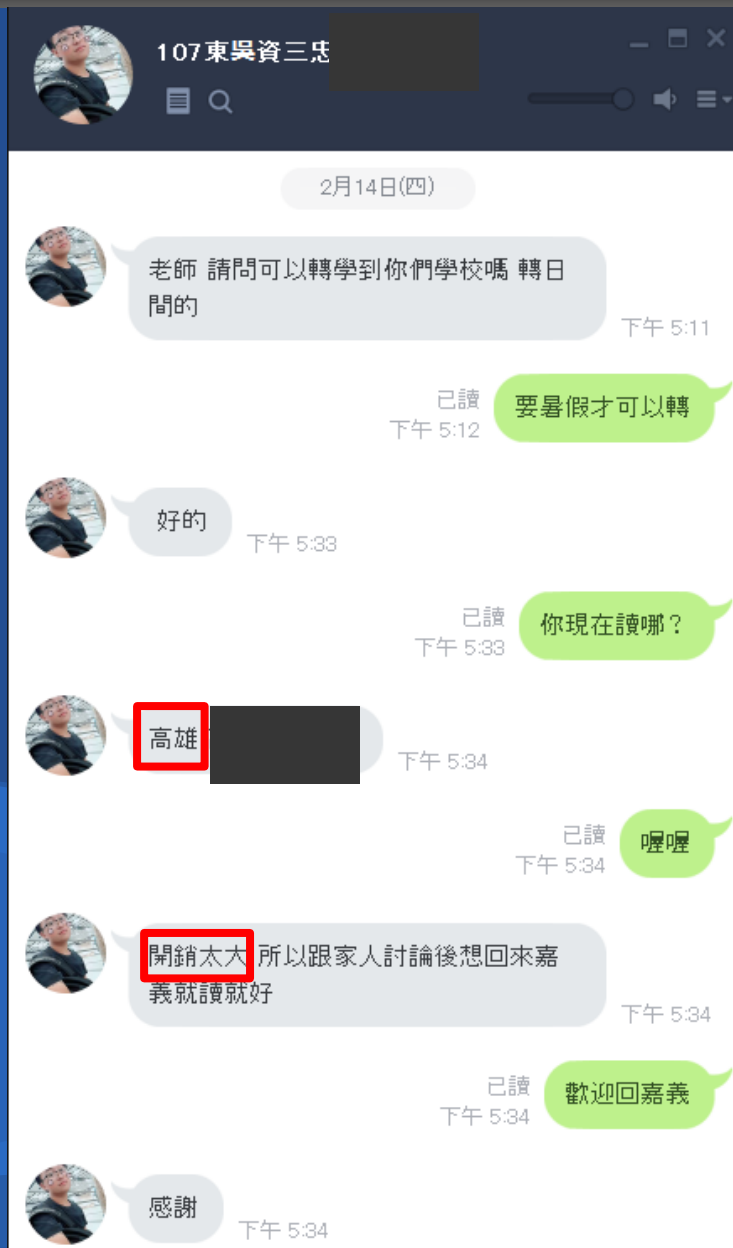 107東吳資三忠
2月14日(四)
老師 請問可以轉學到你們學校嗎 轉日
間的
下午 5:11
已讀
下午 5:12
要暑假才可以轉
好的
下午 5:33
已讀
下午 5:33
你現在讀哪？
高雄
下午 5:34
已讀
下午 5:34
喔喔
開銷太大 所以跟家人討論後想回來嘉
義就讀就好
下午 5:34
已讀
下午 5:34
歡迎回嘉義
感謝
下午 5:34